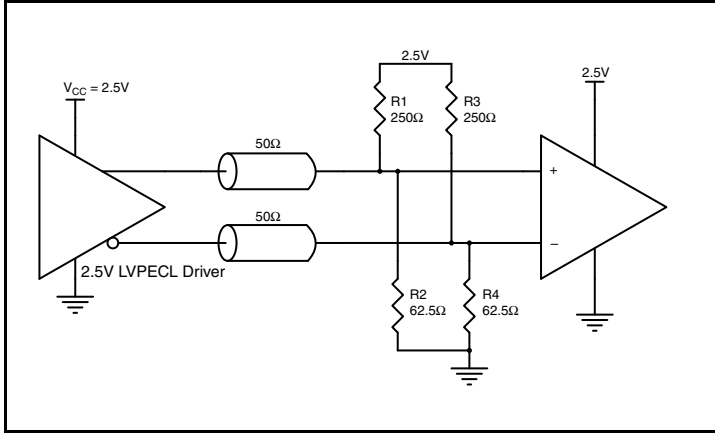 2.5V
V_CC = 2.5V
2.5V
R1
250Ω
R3
250Ω
50Ω
+
50Ω
–
2.5V LVPECL Driver
R2
62.5Ω
R4
62.5Ω